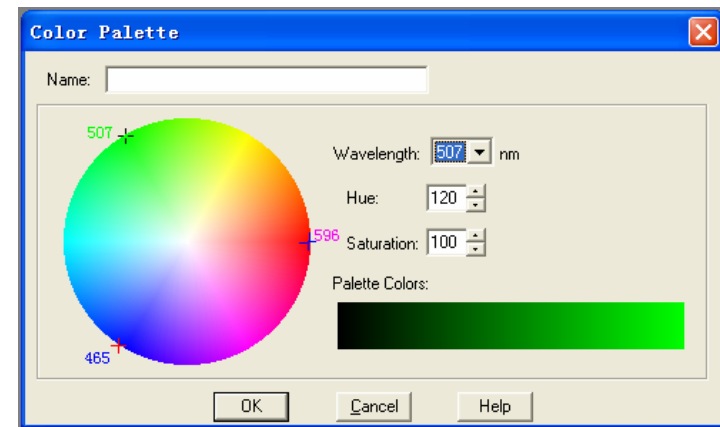 Color Palette
Name:
507
Wavelength: 507 nm
Hue: 120
596
Saturation: 100
Palette Colors:
465
OK Cancel Help